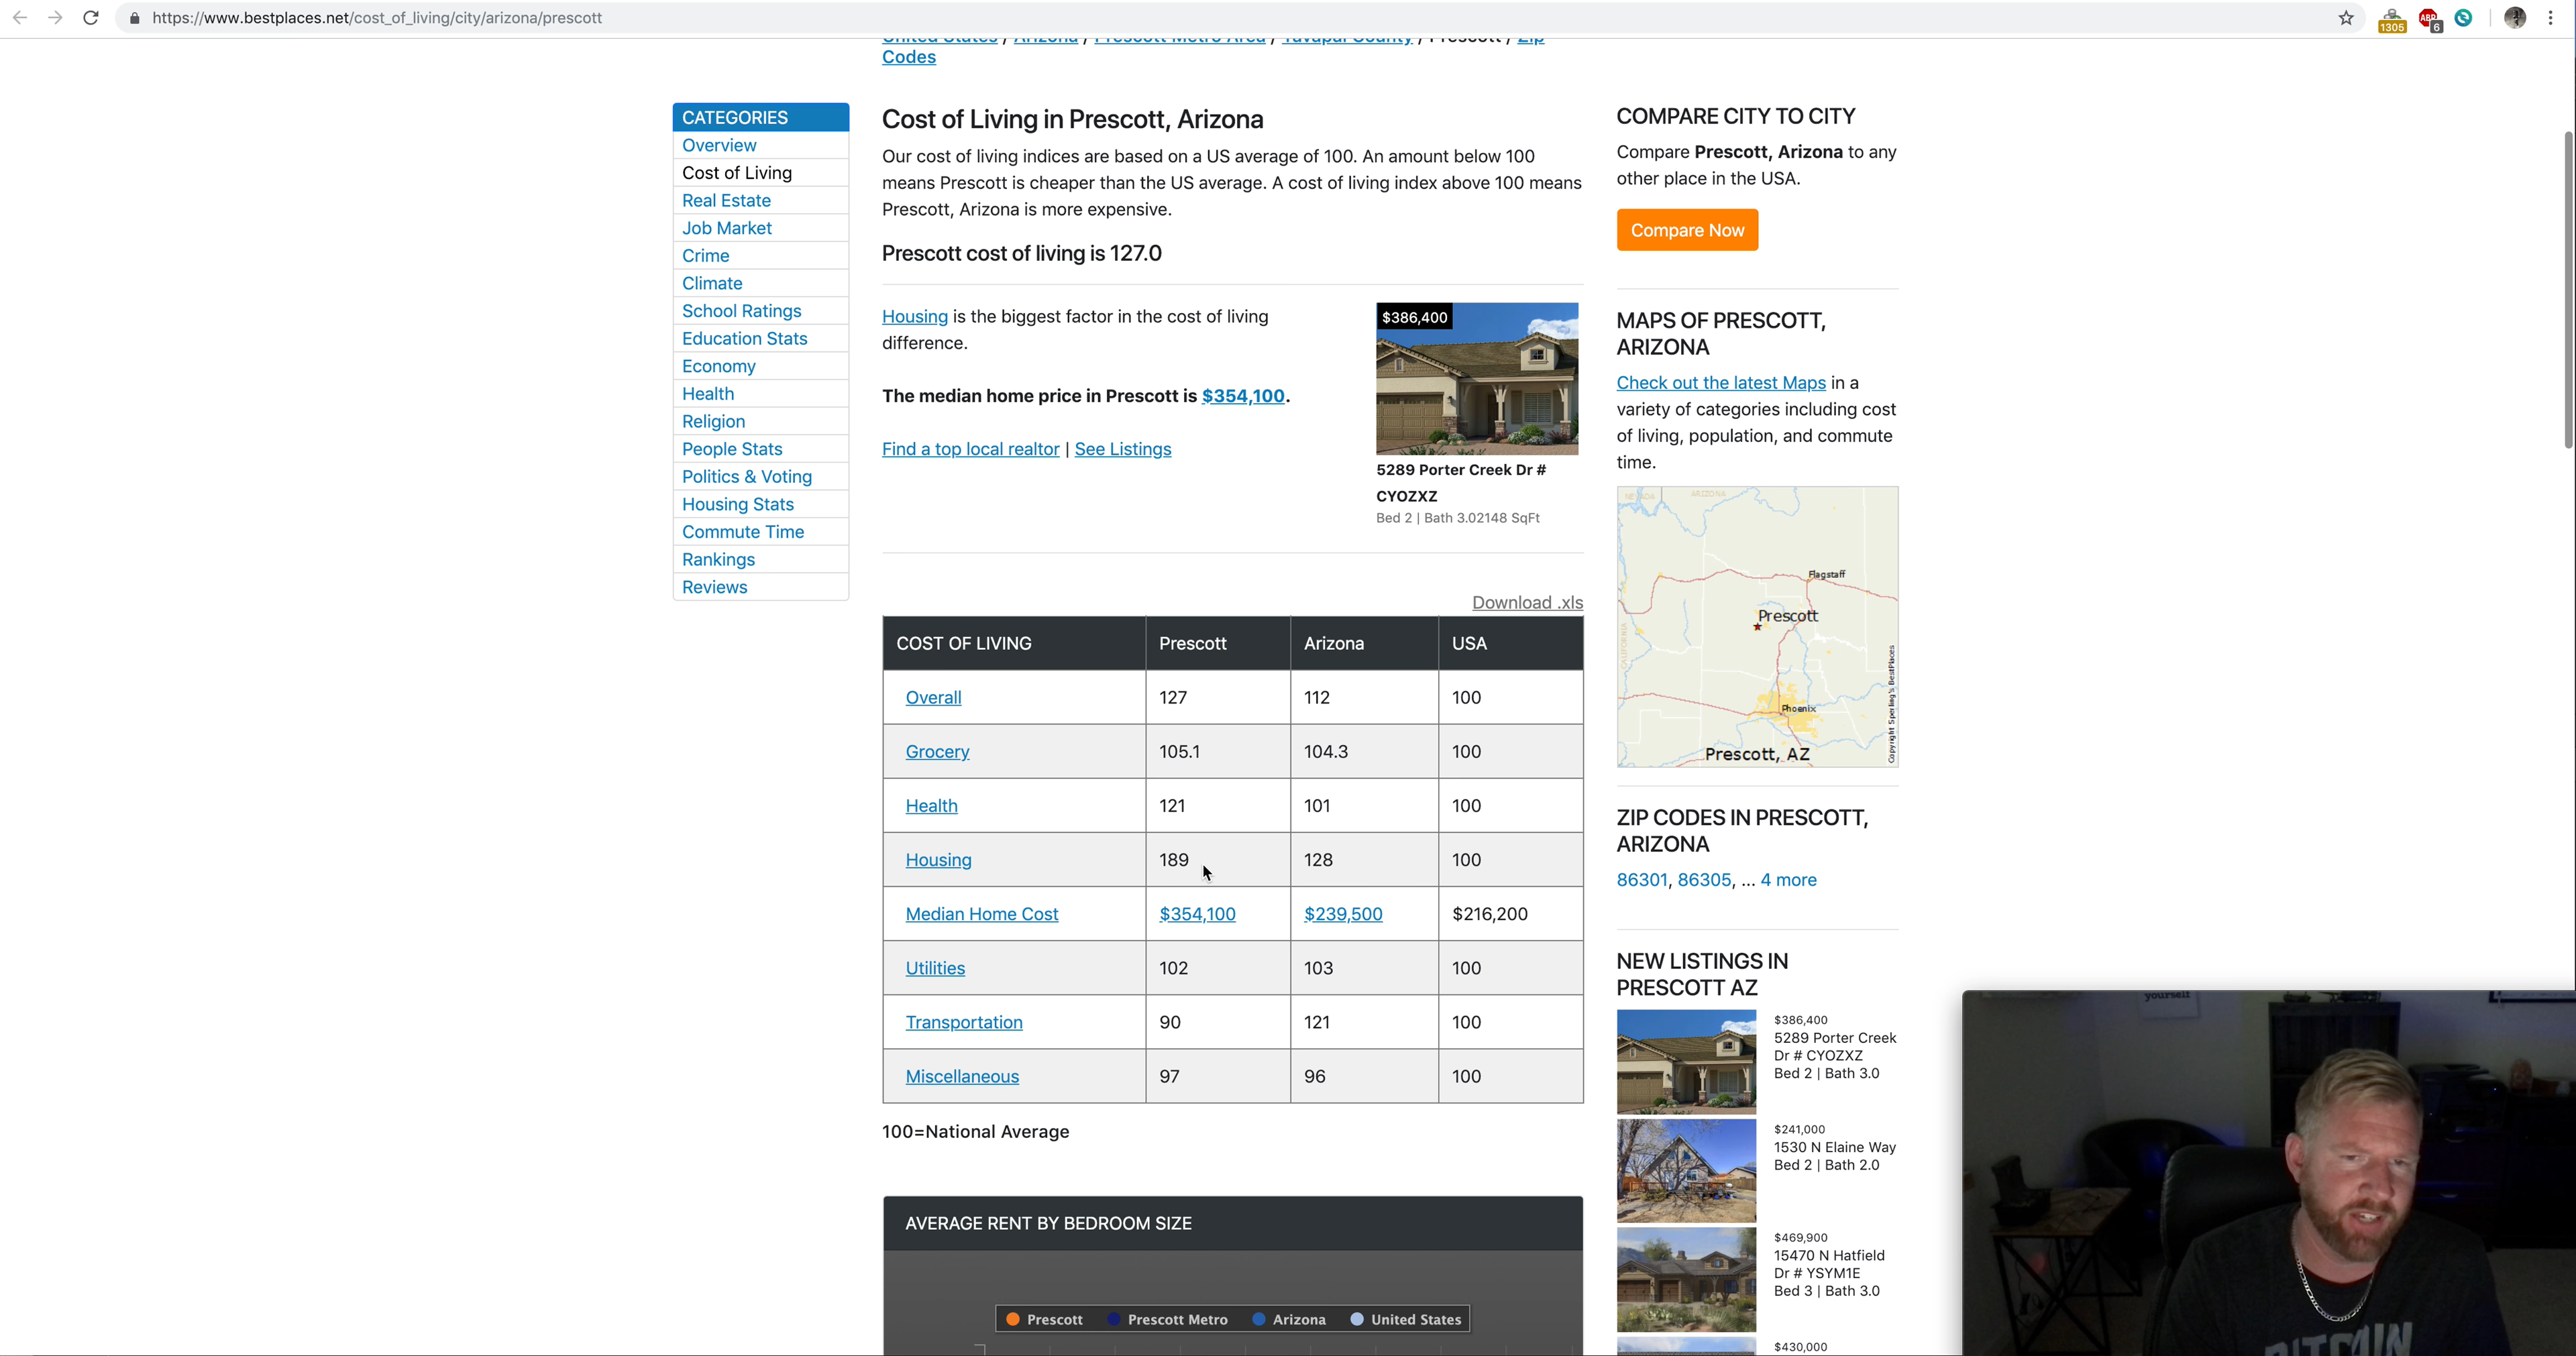 https://www.bestplaces.net/cost_of_living/city/arizona/prescott
1305
ABP
6
United States / Arizona / Prescott Metro Area / Yavapai County / Prescott / Zip
Codes
CATEGORIES
Overview
Cost of Living
Real Estate
Job Market
Crime
Climate
School Ratings
Education Stats
Economy
Health
Religion
People Stats
Politics & Voting
Housing Stats
Commute Time
Rankings
Reviews
Cost of Living in Prescott, Arizona
Our cost of living indices are based on a US average of 100. An amount below 100
means Prescott is cheaper than the US average. A cost of living index above 100 means
Prescott, Arizona is more expensive.
Prescott cost of living is 127.0
Housing is the biggest factor in the cost of living
difference.
The median home price in Prescott is $354,100.
Find a top local realtor | See Listings
$386,400
5289 Porter Creek Dr #
CYOZXZ
Bed 2 | Bath 3.02148 SqFt
Download .xls
COST OF LIVING Prescott Arizona USA
Overall 127 112 100
Grocery 105.1 104.3 100
Health 121 101 100
Housing 189 128 100
Median Home Cost $354,100 $239,500 $216,200
Utilities 102 103 100
Transportation 90 121 100
Miscellaneous 97 96 100
100=National Average
AVERAGE RENT BY BEDROOM SIZE
Prescott Prescott Metro Arizona United States
COMPARE CITY TO CITY
Compare Prescott, Arizona to any
other place in the USA.
Compare Now
MAPS OF PRESCOTT,
ARIZONA
Check out the latest Maps in a
variety of categories including cost
of living, population, and commute
time.
NEVADA
ARIZONA
CALIFORNIA
Flagstaff
Prescott
Phoenix
Prescott, AZ
Copyright Sperling's BestPlaces
ZIP CODES IN PRESCOTT,
ARIZONA
86301, 86305, ... 4 more
NEW LISTINGS IN
PRESCOTT AZ
$386,400
5289 Porter Creek
Dr # CYOZXZ
Bed 2 | Bath 3.0
$241,000
1530 N Elaine Way
Bed 2 | Bath 2.0
$469,900
15470 N Hatfield
Dr # YSYM1E
Bed 3 | Bath 3.0
$430,000
yourself
BITCOIN